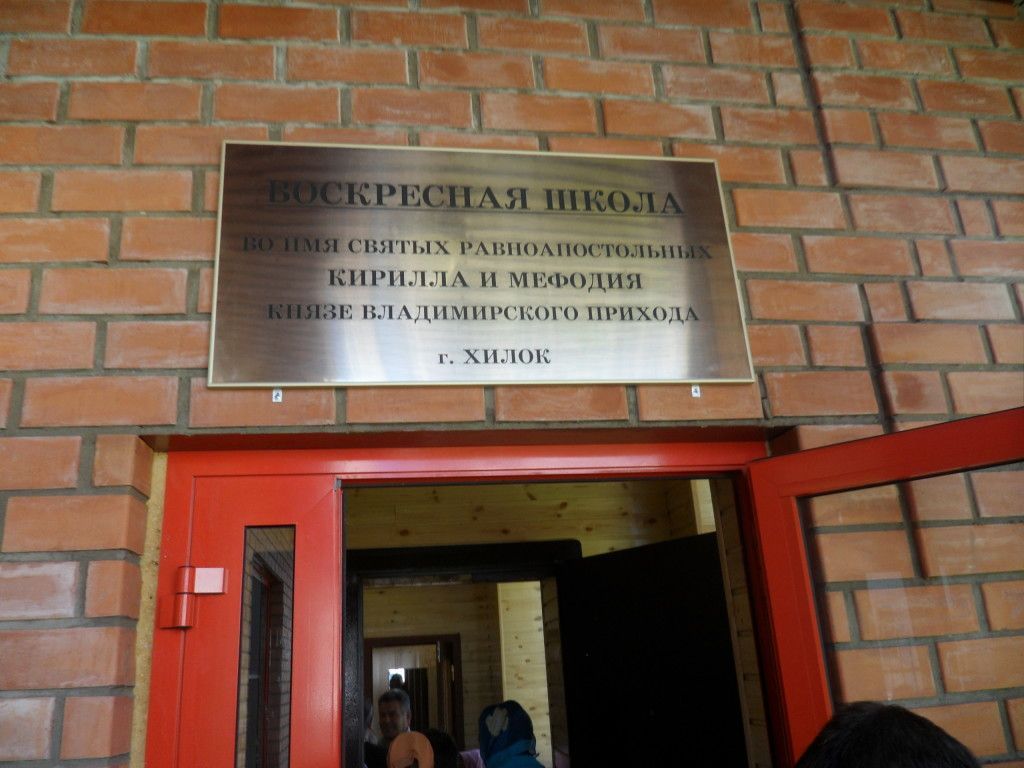 ВОСКРЕСНАЯ ШКОЛА
ВО ИМЯ СВЯТЫХ РАВНОАПОСТОЛЬНЫХ
КИРИЛЛА И МЕФОДИЯ
КНЯЗЕ ВЛАДИМИРСКОГО ПРИХОДА
г. ХИЛОК